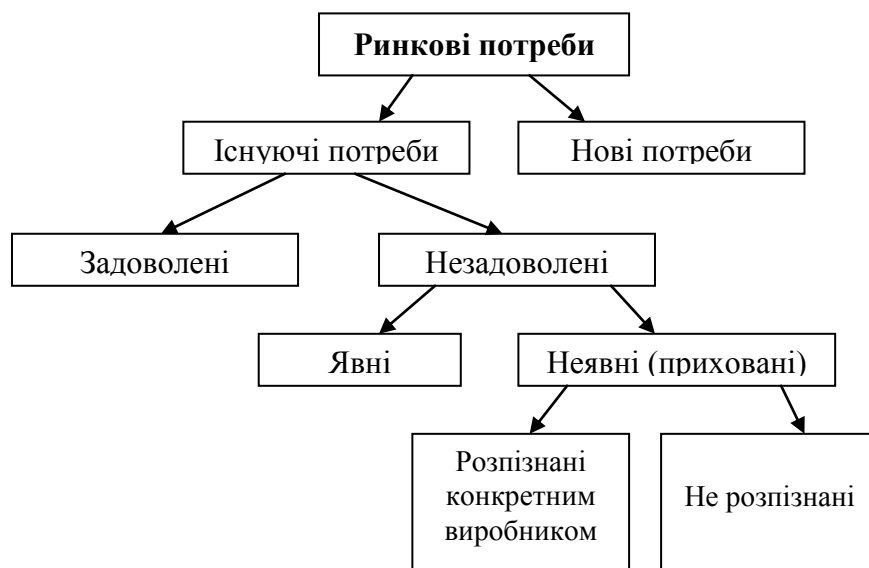 Ринкові потреби
Існуючі потреби
Нові потреби
Задоволені
Незадоволені
Явні
Неявні (приховані)
Розпізнані
конкретним
виробником
Не розпізнані